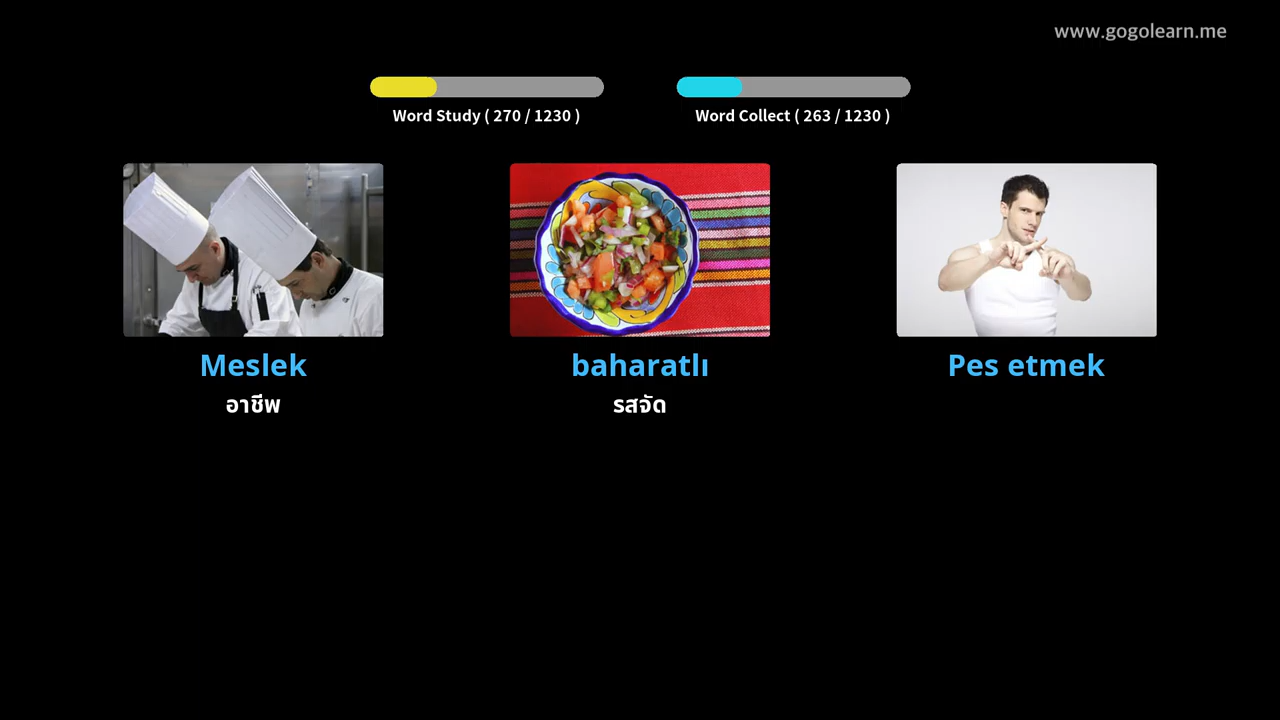 www.gogolearn.me
Word Study ( 270 / 1230 )
Word Collect ( 263 / 1230 )
Meslek
baharatlı
Pes etmek
อาชีพ
รสจัด